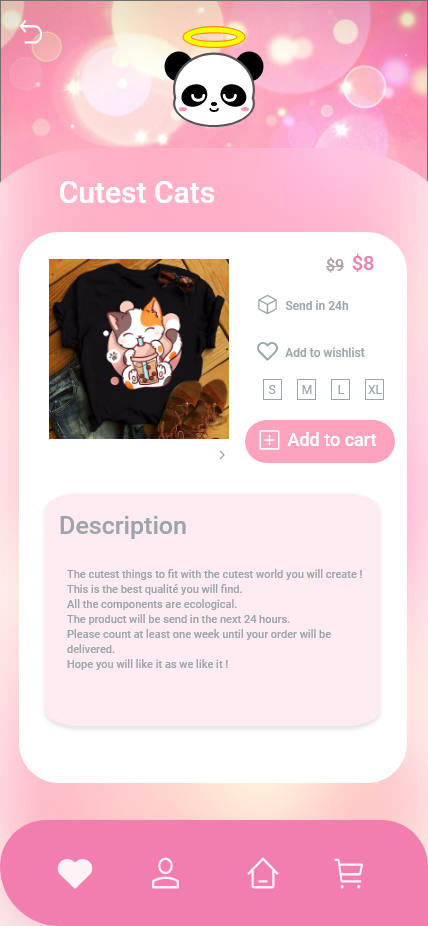 Cutest Cats
$9 $8
Send in 24h
Add to wishlist
S M L XL
Add to cart
Description
The cutest things to fit with the cutest world you will create !
This is the best qualité you will find.
All the components are ecological.
The product will be send in the next 24 hours.
Please count at least one week until your order will be
delivered.
Hope you will like it as we like it !